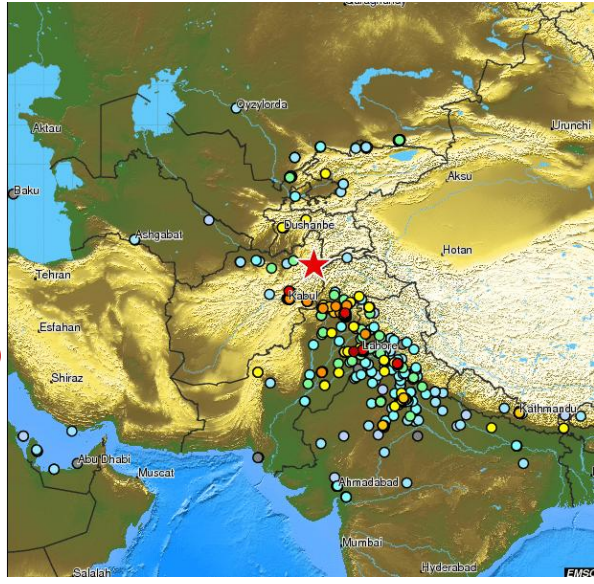 Qyzylorda
Urunchi
Aktau
Aksu
Baku
Dushanbe
Ashgabat
Hotan
Tehran
Kabul
Esfahan
Lahore
Shiraz
Kathmandu
Abu Dhabi
Muscat
Ahmadabad
Mumbai
Hyderabad
Salalah
EMSC